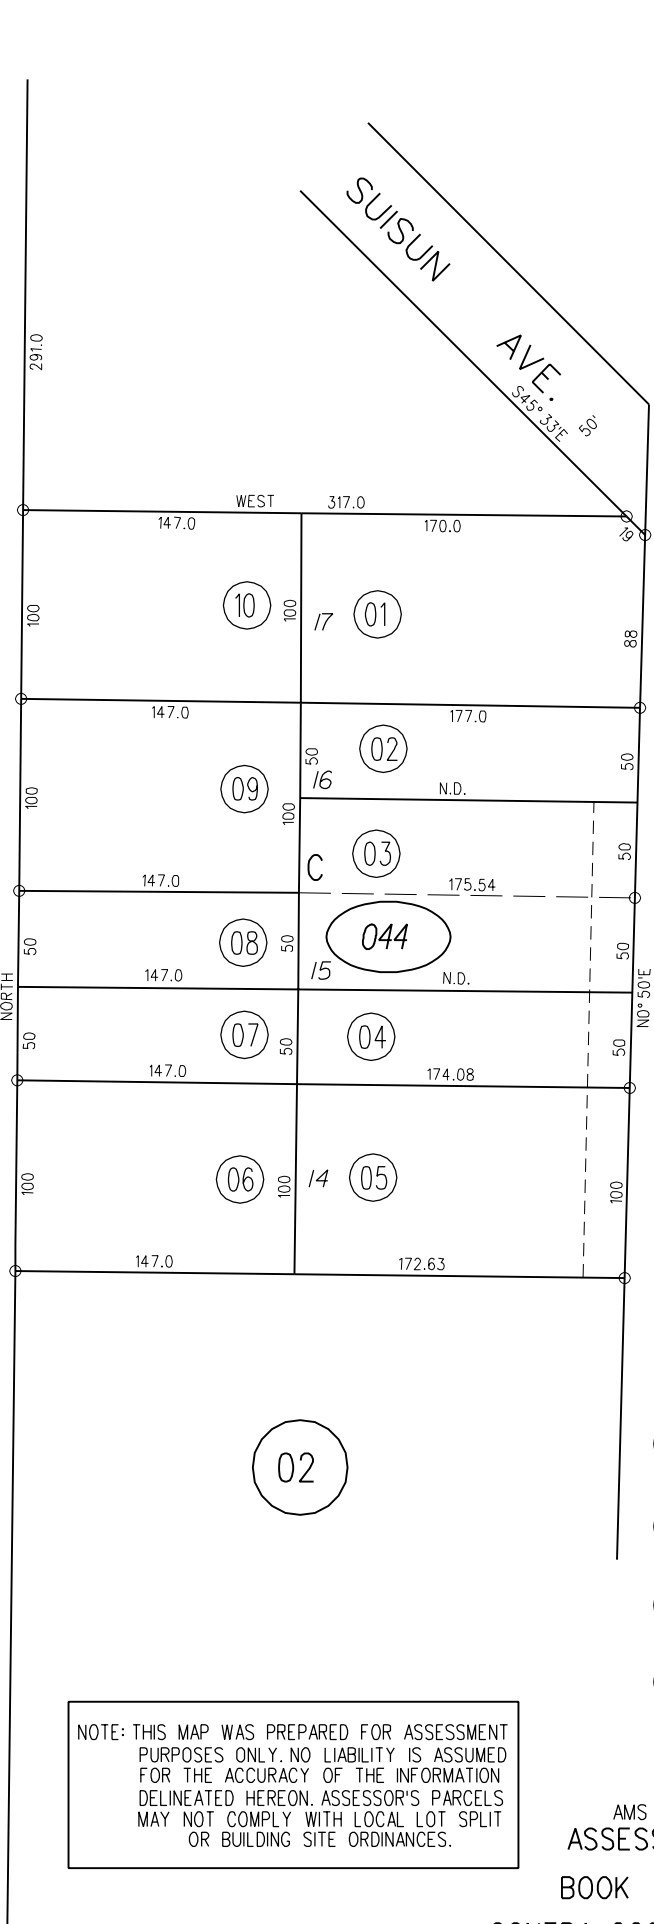 SUISUN
AVE.
S45°33'E
50'
291.0
WEST 317.0
147.0
170.0
19
100
10
100
17
01
88
147.0
177.0
50
02
50
16
N.D.
09
100
100
C
03
50
147.0
175.54
50
08
50
044
50
15
147.0
N.D.
NORTH
N0°50'E
50
07
50
04
50
147.0
174.08
100
06
100
14
05
100
147.0
172.63
02
NOTE: THIS MAP WAS PREPARED FOR ASSESSMENT
PURPOSES ONLY. NO LIABILITY IS ASSUMED
FOR THE ACCURACY OF THE INFORMATION
DELINEATED HEREON. ASSESSOR'S PARCELS
MAY NOT COMPLY WITH LOCAL LOT SPLIT
OR BUILDING SITE ORDINANCES.
AMS
ASSESS
BOOK